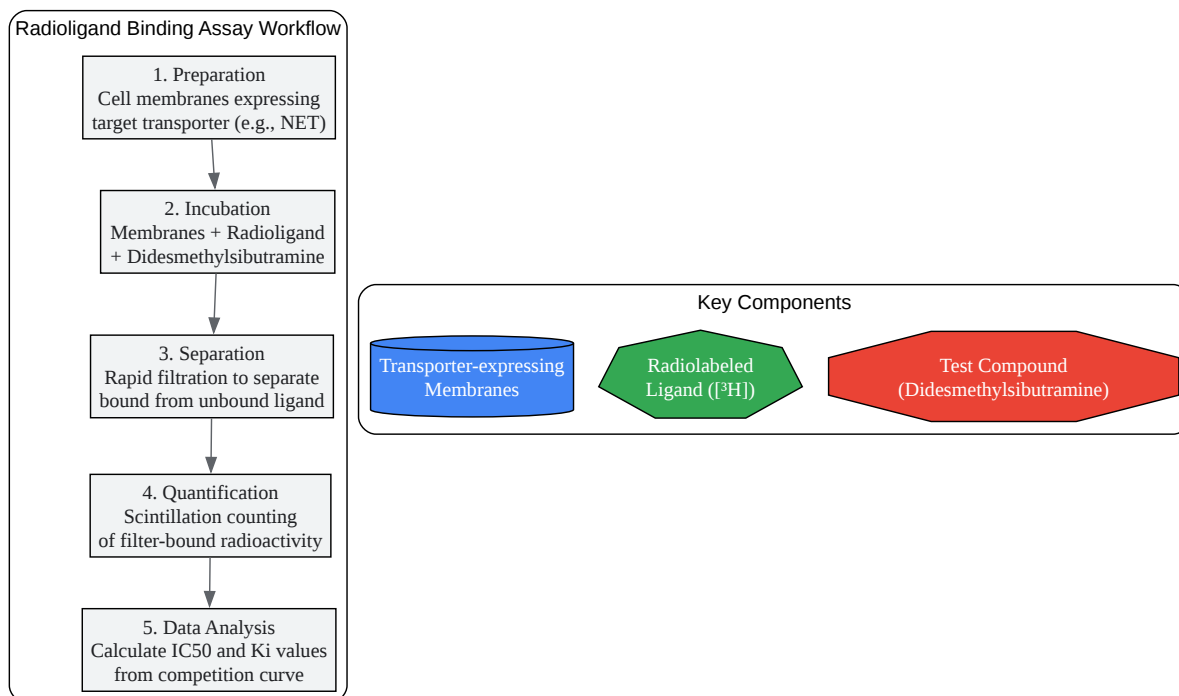 Radioligand Binding Assay Workflow
1. Preparation
Cell membranes expressing
target transporter (e.g., NET)
2. Incubation
Membranes + Radioligand
+ Didesmethylsibutramine
3. Separation
Rapid filtration to separate
bound from unbound ligand
4. Quantification
Scintillation counting
of filter-bound radioactivity
5. Data Analysis
Calculate IC50 and Ki values
from competition curve
Key Components
Transporter-expressing
Membranes
Radiolabeled
Ligand ([³H])
Test Compound
(Didesmethylsibutramine)